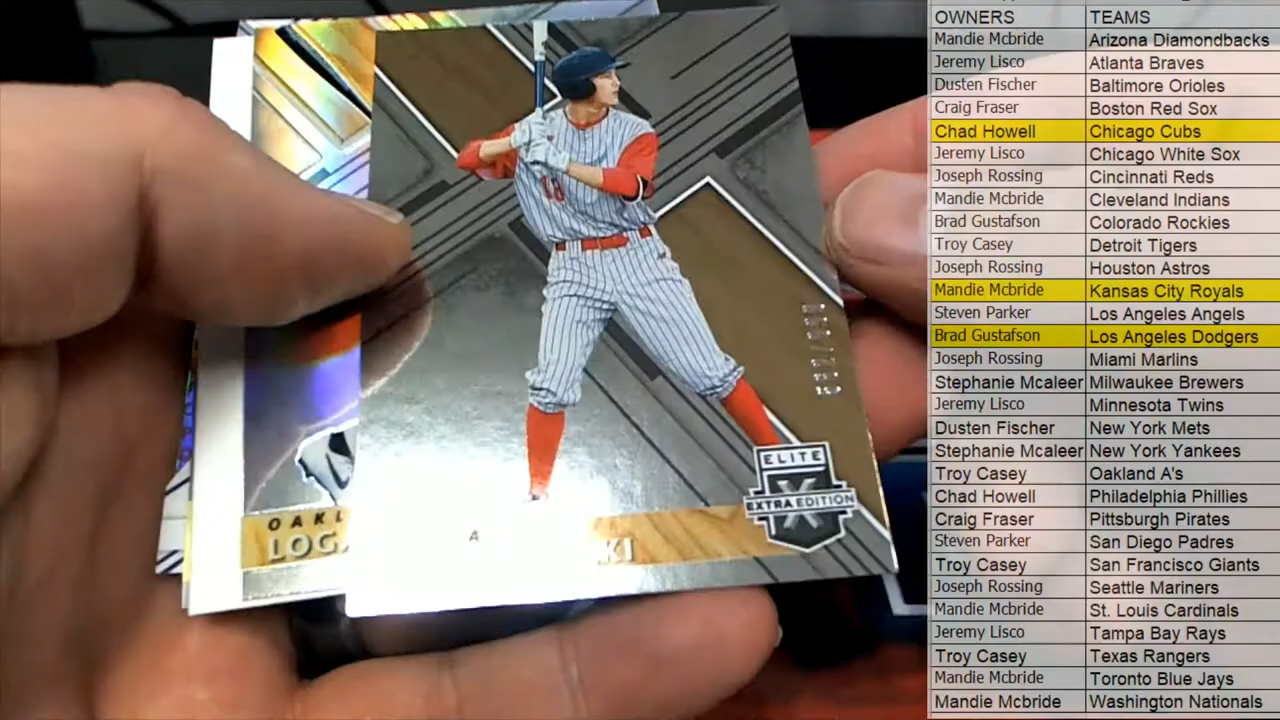 OWNERS TEAMS
Mandie Mcbride Arizona Diamondbacks
Jeremy Lisco Atlanta Braves
Dusten Fischer Baltimore Orioles
Craig Fraser Boston Red Sox
Chad Howell Chicago Cubs
Jeremy Lisco Chicago White Sox
Joseph Rossing Cincinnati Reds
Mandie Mcbride Cleveland Indians
Brad Gustafson Colorado Rockies
Troy Casey Detroit Tigers
Joseph Rossing Houston Astros
Mandie Mcbride Kansas City Royals
Steven Parker Los Angeles Angels
Brad Gustafson Los Angeles Dodgers
Joseph Rossing Miami Marlins
Stephanie Mcaleer Milwaukee Brewers
Jeremy Lisco Minnesota Twins
Dusten Fischer New York Mets
Stephanie Mcaleer New York Yankees
Troy Casey Oakland A's
Chad Howell Philadelphia Phillies
Craig Fraser Pittsburgh Pirates
Steven Parker San Diego Padres
Troy Casey San Francisco Giants
Joseph Rossing Seattle Mariners
Mandie Mcbride St. Louis Cardinals
Jeremy Lisco Tampa Bay Rays
Troy Casey Texas Rangers
Mandie Mcbride Toronto Blue Jays
Mandie Mcbride Washington Nationals
18
ELITE
X
EXTRA EDITION
OAKL
LOG
A
KI